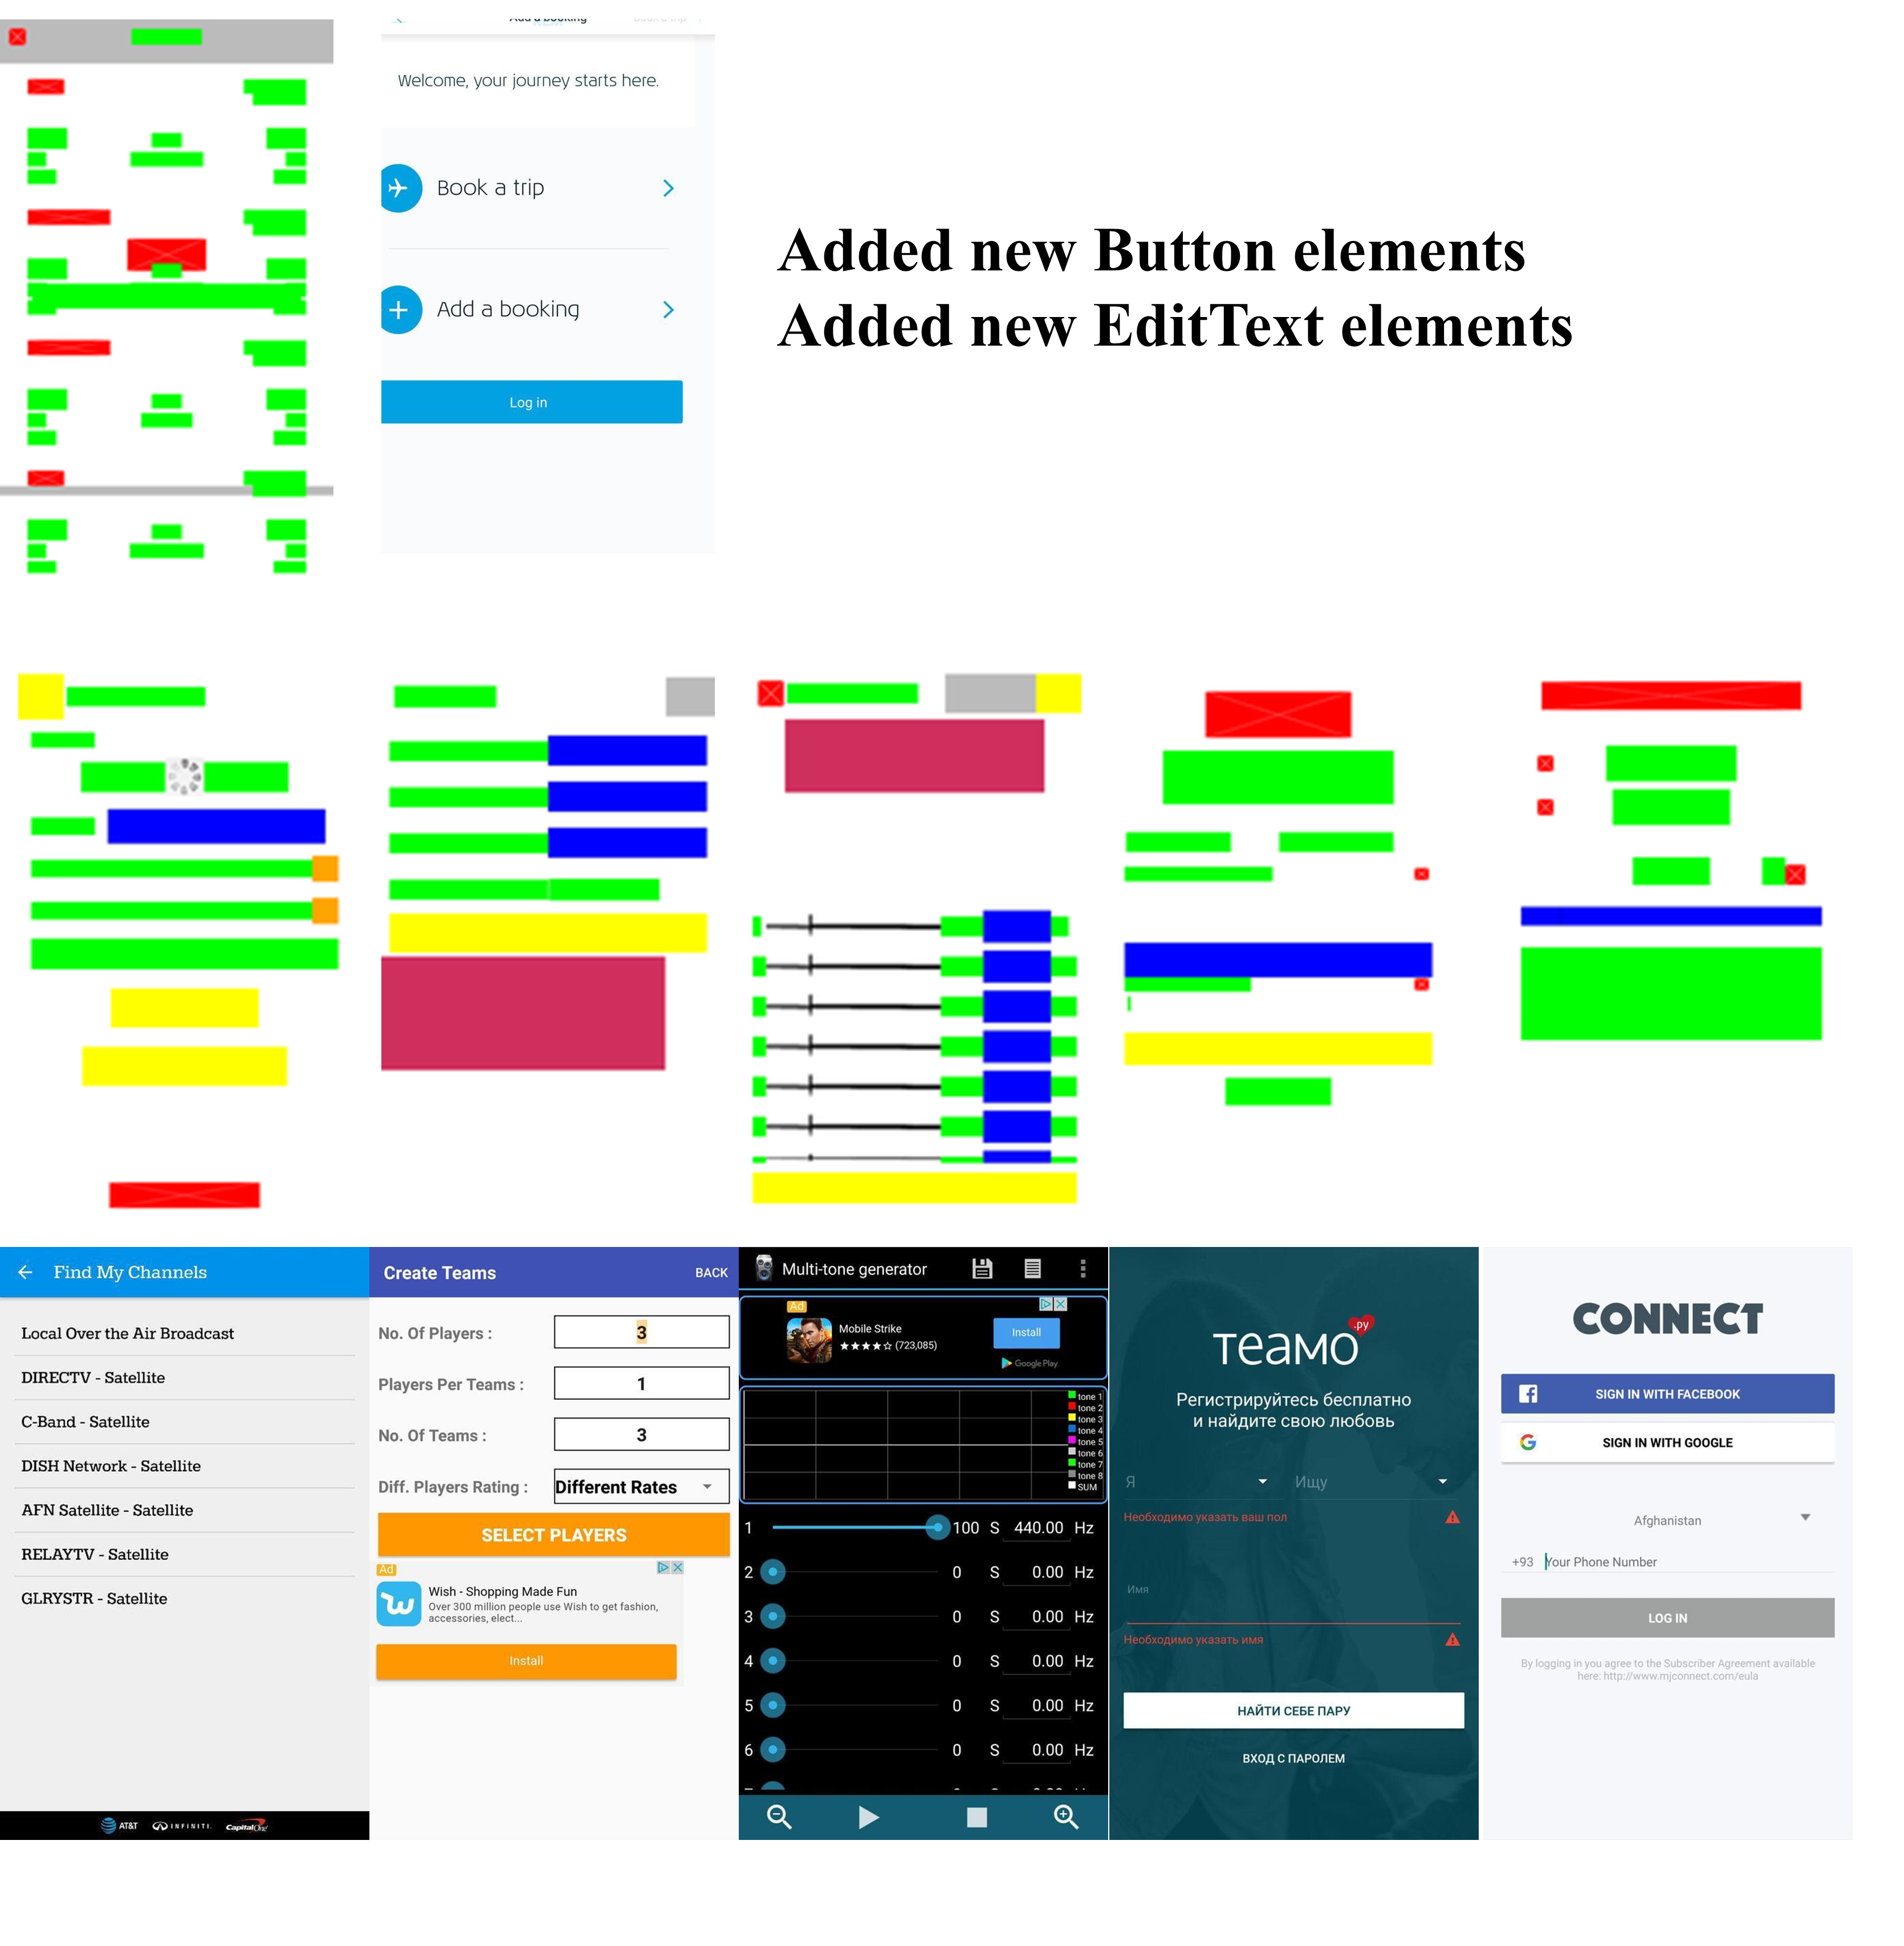 Add a booking
Welcome, your journey starts here.
Book a trip
Add a booking
Log in
Added new Button elements
Added new EditText elements
Find My Channels
Local Over the Air Broadcast
DIRECTV - Satellite
C-Band - Satellite
DISH Network - Satellite
AFN Satellite - Satellite
RELAYTV - Satellite
GLRYSTR - Satellite
AT&T INFINITI. Capital One
Create Teams BACK
No. Of Players : 3
Players Per Teams : 1
No. Of Teams : 3
Diff. Players Rating : Different Rates
SELECT PLAYERS
Ad
Wish - Shopping Made Fun
Over 300 million people use Wish to get fashion,
accessories, elect...
Install
Multi-tone generator
Ad
Mobile Strike
(723,085)
Install
Google Play
tone 1
tone 2
tone 3
tone 4
tone 5
tone 6
tone 7
tone 8
SUM
1 100 S 440.00 Hz
2 0 S 0.00 Hz
3 0 S 0.00 Hz
4 0 S 0.00 Hz
5 0 S 0.00 Hz
6 0 S 0.00 Hz
теамо .ру
Регистрируйтесь бесплатно
и найдите свою любовь
Я Ищу
Необходимо указать ваш пол
Имя
Необходимо указать имя
НАЙТИ СЕБЕ ПАРУ
ВХОД С ПАРОЛЕМ
CONNECT
SIGN IN WITH FACEBOOK
SIGN IN WITH GOOGLE
Afghanistan
+93 Your Phone Number
LOG IN
By logging in you agree to the Subscriber Agreement available
here: http://www.mjconnect.com/eula